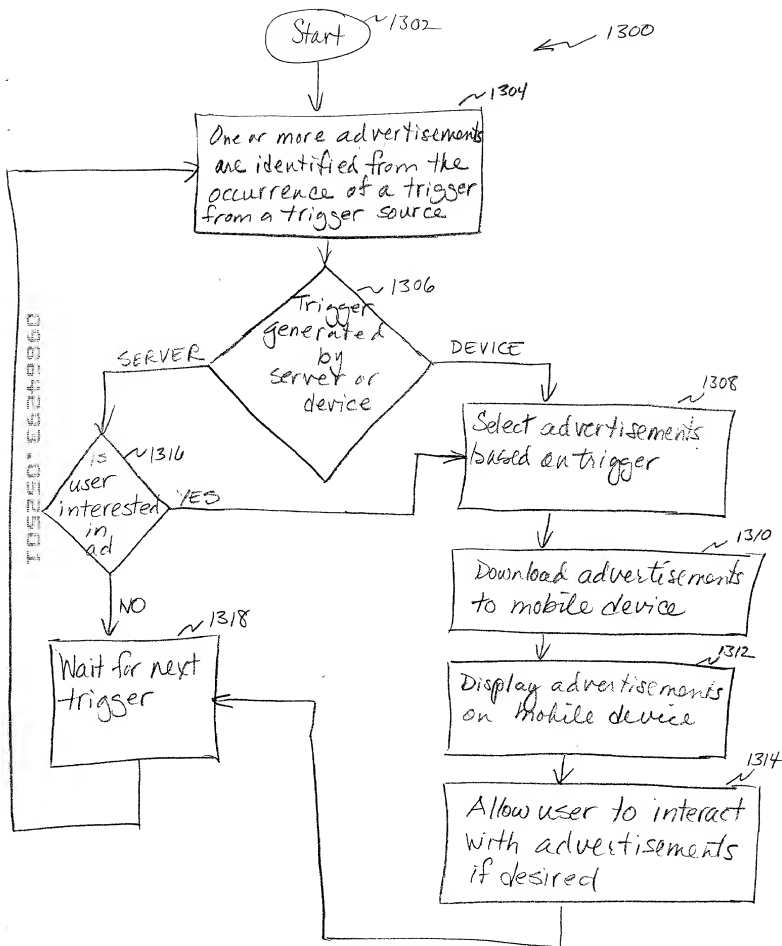 Start
1302
1300
1304
One or more advertisements
are identified from the
occurrence of a trigger
from a trigger source
1306
Trigger
generated
by
server or
device
SERVER
DEVICE
1308
Select advertisements
based on trigger
1316
is
user
interested
in
ad
YES
NO
1310
Download advertisements
to mobile device
1318
Wait for next
trigger
1312
Display advertisements
on mobile device
1314
Allow user to interact
with advertisements
if desired
09864293.052501